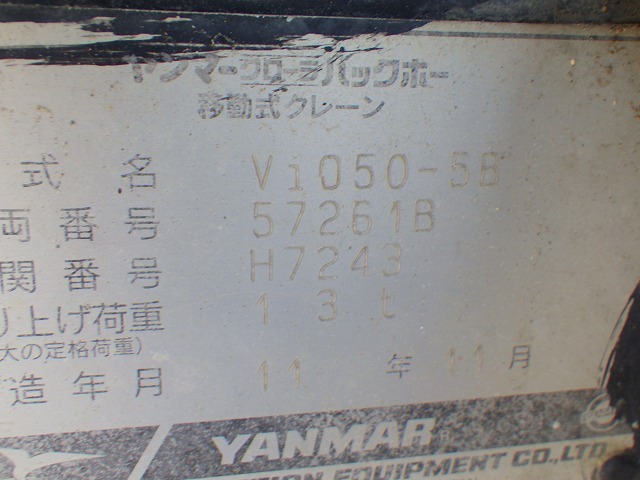 ヤンマークローラバックホー
移動式クレーン
式 名 ViO50-5B
両番号 57261B
関番号 H7243
り上げ荷重 1 3 t
大の定格荷重)
造年月 11 年 11 月
YANMAR
EQUIPMENT CO.,LTD